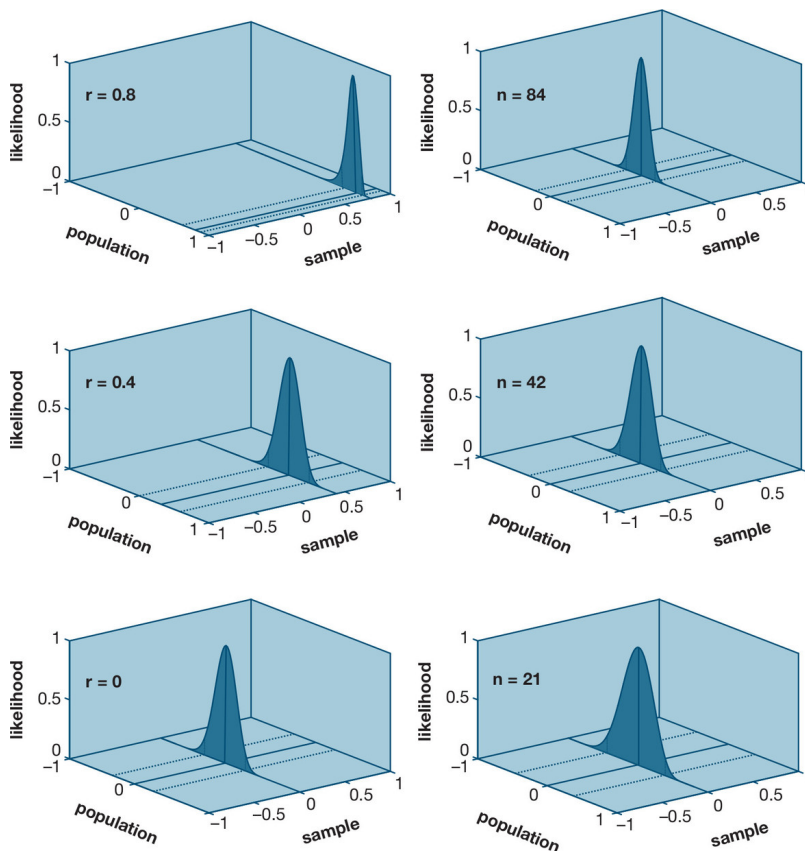 1
r = 0.8
likelihood
0.5
0
−1
0
population
1
−1
−0.5
0
0.5
1
sample
1
n = 84
likelihood
0.5
0
−1
0
population
1
−1
−0.5
0
0.5
sample
1
r = 0.4
likelihood
0.5
0
−1
0
population
1
−1
−0.5
0
0.5
1
sample
1
n = 42
likelihood
0.5
0
−1
0
population
1
−1
−0.5
0
0.5
sample
1
r = 0
likelihood
0.5
0
−1
0
population
−1
−0.5
0
0.5
1
sample
1
n = 21
likelihood
0.5
0
−1
0
population
1
−1
−0.5
0
0.5
sample